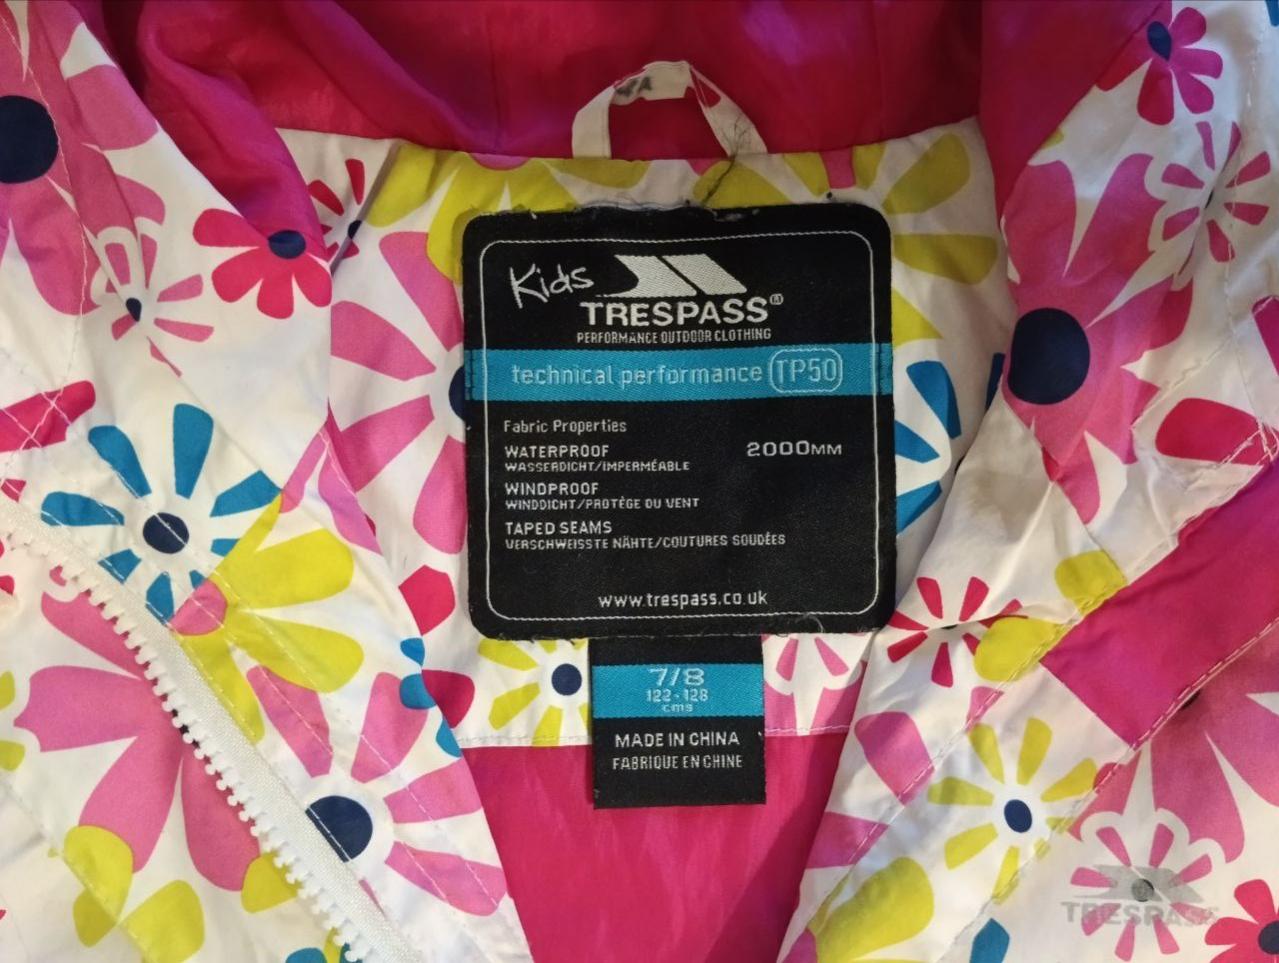 Kids
TRESPASS®
PERFORMANCE OUTDOOR CLOTHING
technical performance TP50
Fabric Properties
WATERPROOF 2000MM
WASSERDICHT/IMPERMÉABLE
WINDPROOF
WINDDICHT/PROTÈGE DU VENT
TAPED SEAMS
VERSCHWEISSTE NÄHTE/COUTURES SOUDÉES
www.trespass.co.uk
7/8
122-128
cms
MADE IN CHINA
FABRIQUE EN CHINE
TRESPASS